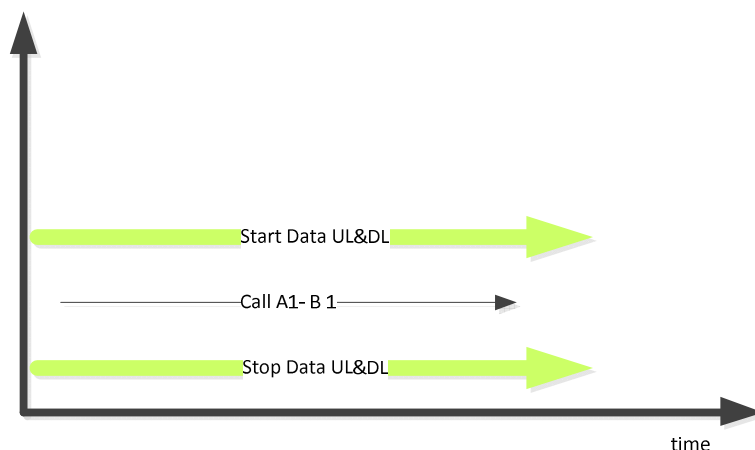 Start Data UL&DL
Call A1- B 1
Stop Data UL&DL
time